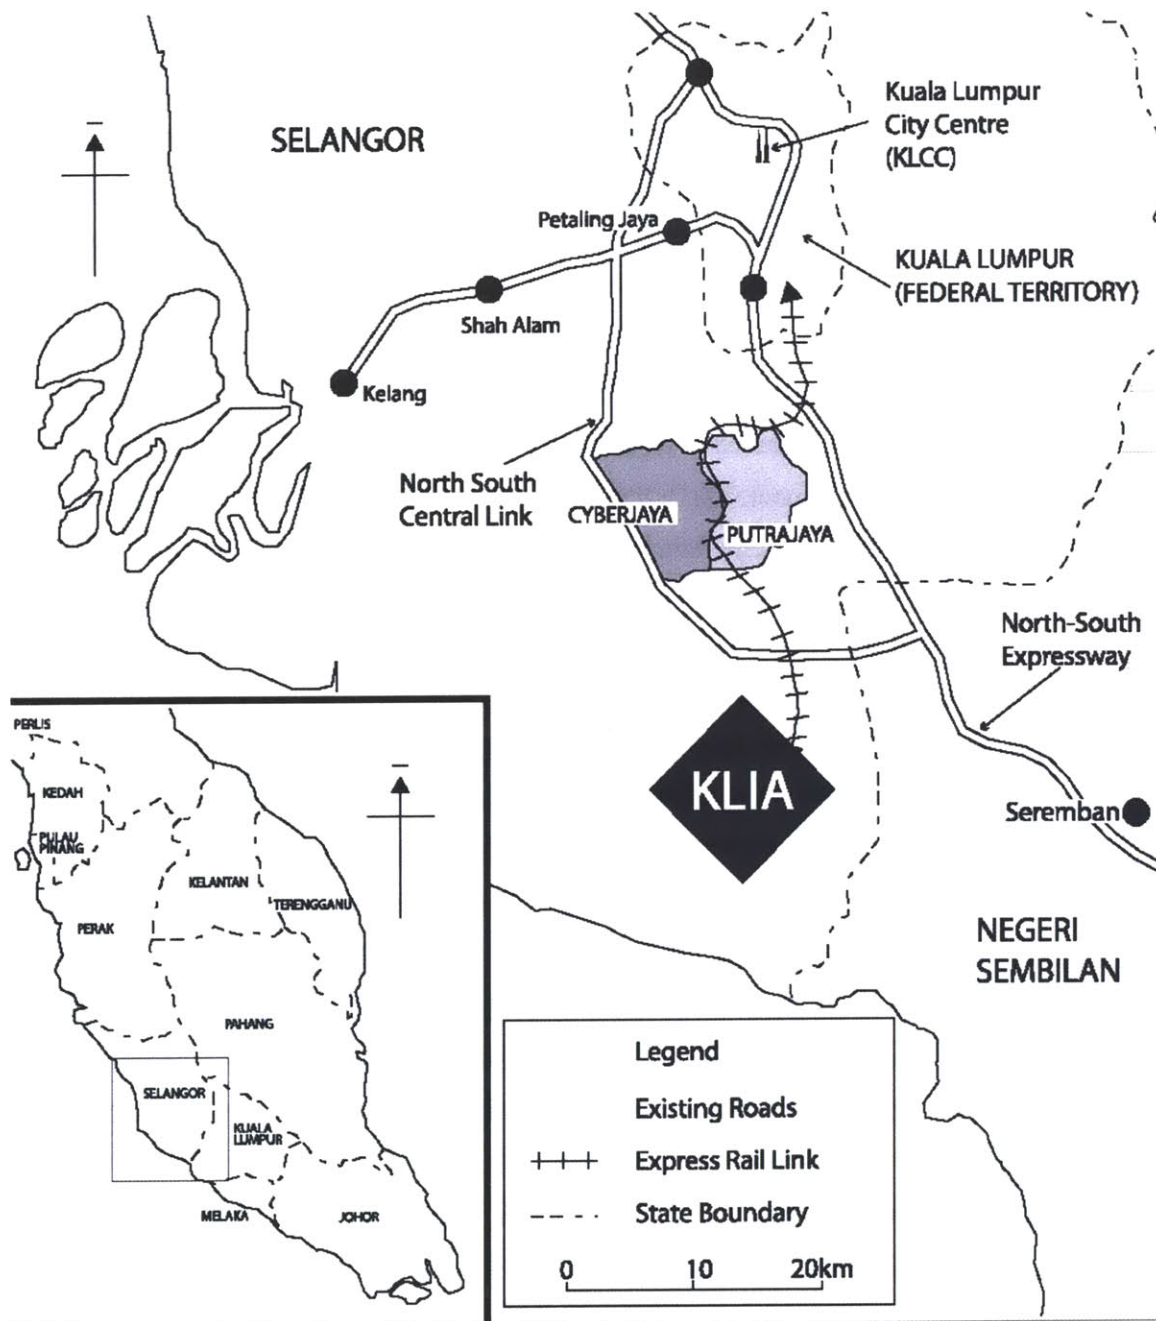 SELANGOR
Kuala Lumpur
City Centre
(KLCC)
Petaling Jaya
KUALA LUMPUR
(FEDERAL TERRITORY)
Shah Alam
Kelang
North South
Central Link
CYBERJAYA
PUTRAJAYA
North-South
Expressway
KLIA
Seremban
NEGERI
SEMBILAN
PERLIS
KEDAH
PULAU
PINANG
KELANTAN
TERENGGANU
PERAK
PAHANG
SELANGOR
KUALA
LUMPUR
MELAKA
JOHOR
Legend
Existing Roads
Express Rail Link
State Boundary
0 10 20km